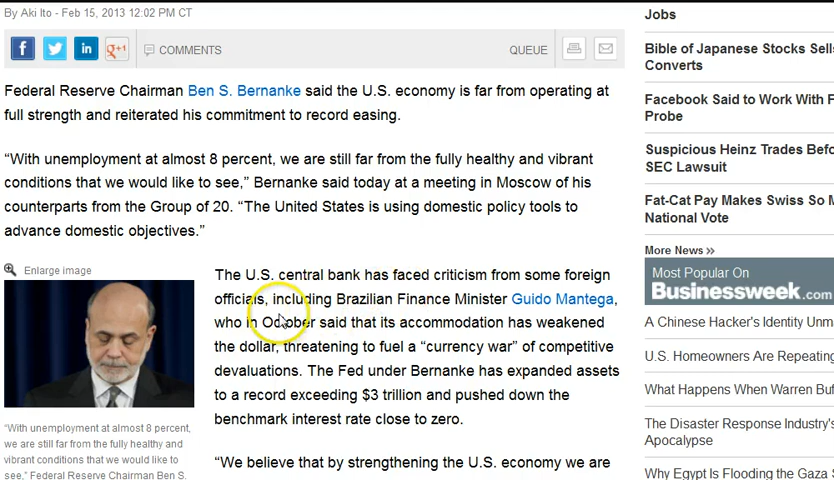 By Aki Ito - Feb 15, 2013 12:02 PM CT
COMMENTS
QUEUE
Federal Reserve Chairman Ben S. Bernanke said the U.S. economy is far from operating at
full strength and reiterated his commitment to record easing.
“With unemployment at almost 8 percent, we are still far from the fully healthy and vibrant
conditions that we would like to see,” Bernanke said today at a meeting in Moscow of his
counterparts from the Group of 20. “The United States is using domestic policy tools to
advance domestic objectives.”
Enlarge image
“With unemployment at almost 8 percent,
we are still far from the fully healthy and
vibrant conditions that we would like to
see,” Federal Reserve Chairman Ben S.
The U.S. central bank has faced criticism from some foreign
officials, including Brazilian Finance Minister Guido Mantega,
who in October said that its accommodation has weakened
the dollar, threatening to fuel a “currency war” of competitive
devaluations. The Fed under Bernanke has expanded assets
to a record exceeding $3 trillion and pushed down the
benchmark interest rate close to zero.
“We believe that by strengthening the U.S. economy we are
Jobs
Bible of Japanese Stocks Sells
Converts
Facebook Said to Work With F
Probe
Suspicious Heinz Trades Befo
SEC Lawsuit
Fat-Cat Pay Makes Swiss So M
National Vote
More News »
Most Popular On
Businessweek.com
A Chinese Hacker's Identity Unm
U.S. Homeowners Are Repeating
What Happens When Warren Buf
The Disaster Response Industry's
Apocalypse
Why Egypt Is Flooding the Gaza S